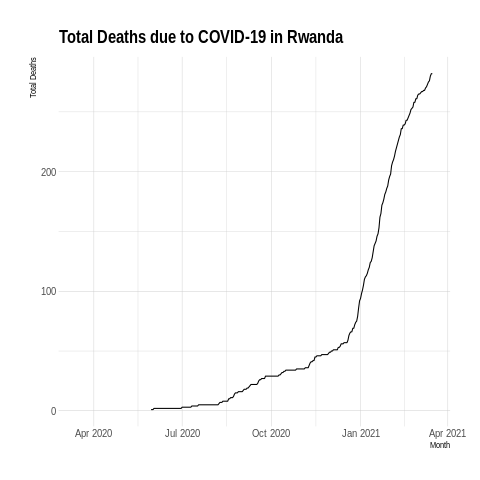 Total Deaths due to COVID-19 in Rwanda
Total Deaths
200
100
0
Apr 2020 Jul 2020 Oct 2020 Jan 2021 Apr 2021
Month